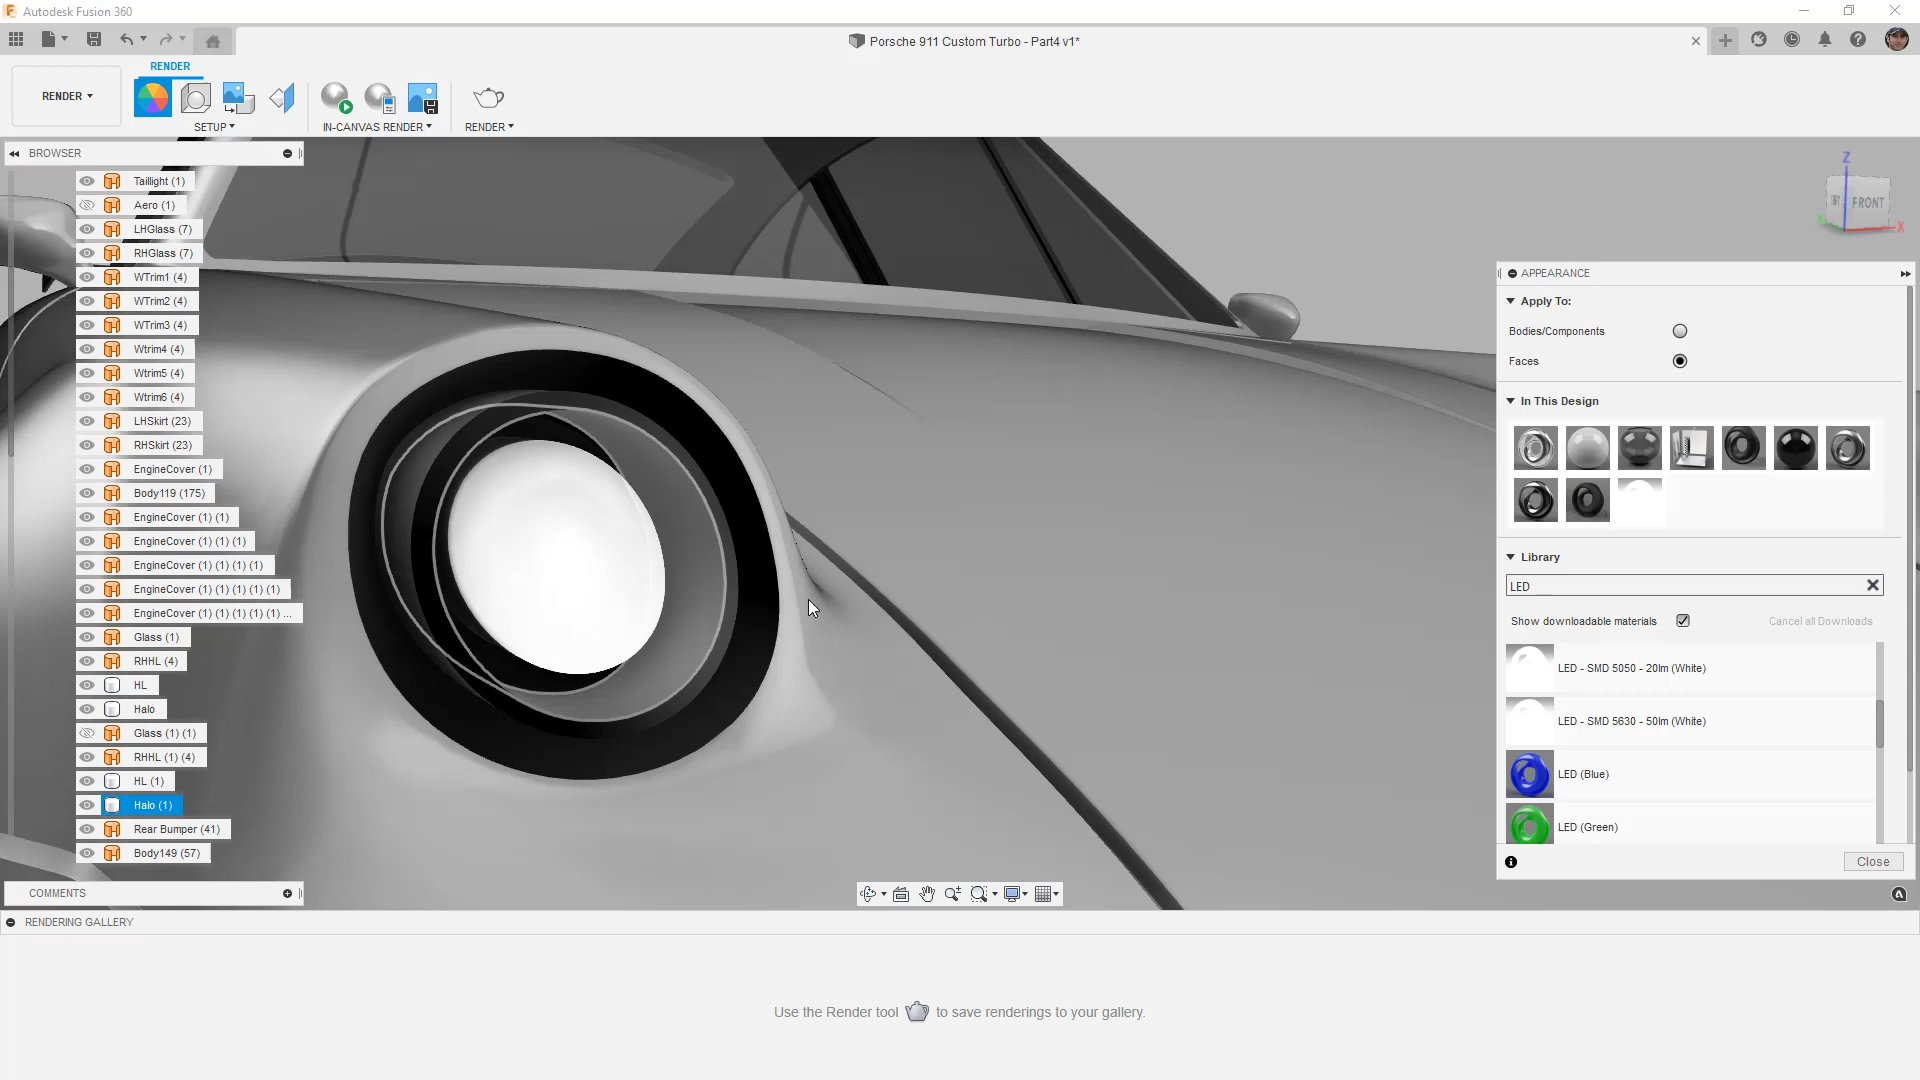 Autodesk Fusion 360
Porsche 911 Custom Turbo - Part4 v1*
RENDER
RENDER
SETUP
IN-CANVAS RENDER
RENDER
BROWSER
Taillight (1)
Aero (1)
LHGlass (7)
RHGlass (7)
WTrim1 (4)
WTrim2 (4)
WTrim3 (4)
Wtrim4 (4)
Wtrim5 (4)
Wtrim6 (4)
LHSkirt (23)
RHSkirt (23)
EngineCover (1)
Body119 (175)
EngineCover (1) (1)
EngineCover (1) (1) (1)
EngineCover (1) (1) (1) (1)
EngineCover (1) (1) (1) (1) (1)
EngineCover (1) (1) (1) (1) (1) ...
Glass (1)
RHHL (4)
HL
Halo
Glass (1) (1)
RHHL (1) (4)
HL (1)
Halo (1)
Rear Bumper (41)
Body149 (57)
COMMENTS
Z
FRONT
X
APPEARANCE
Apply To:
Bodies/Components
Faces
In This Design
Library
LED
Show downloadable materials
Cancel all Downloads
LED - SMD 5050 - 20lm (White)
LED - SMD 5630 - 50lm (White)
LED (Blue)
LED (Green)
Close
RENDERING GALLERY
Use the Render tool to save renderings to your gallery.